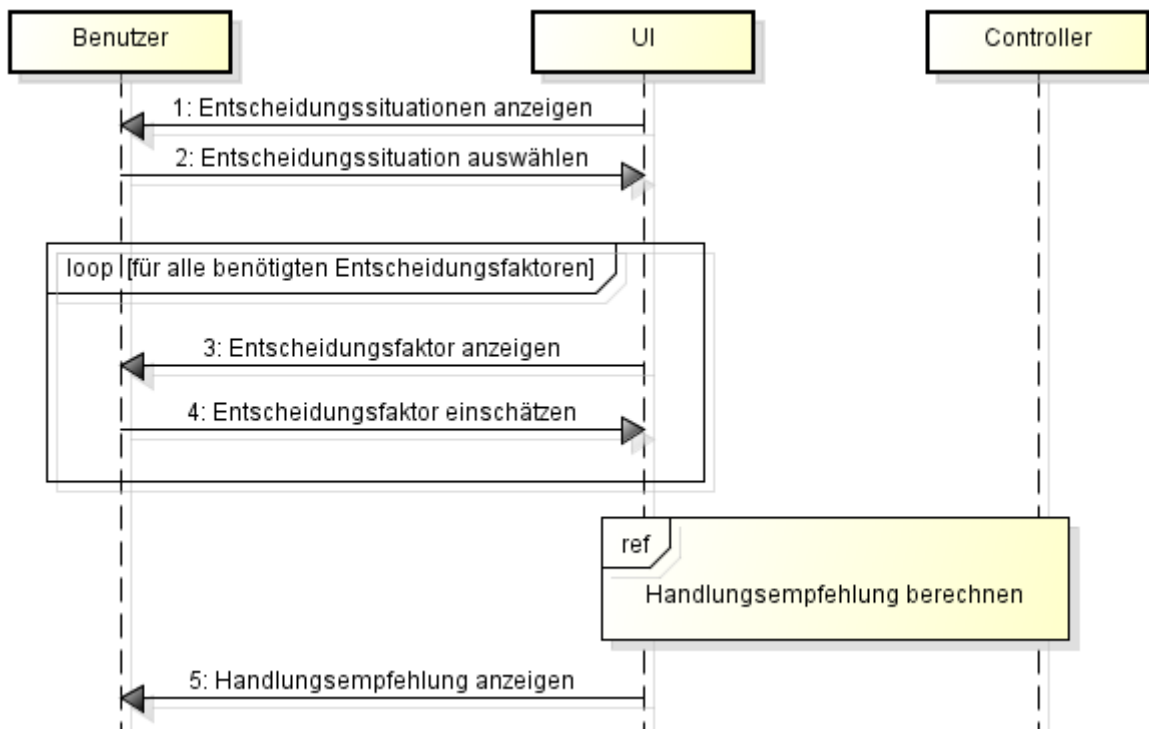 Benutzer
UI
Controller
1: Entscheidungssituationen anzeigen
2: Entscheidungssituation auswählen
loop [für alle benötigten Entscheidungsfaktoren]
3: Entscheidungsfaktor anzeigen
4: Entscheidungsfaktor einschätzen
ref
Handlungsempfehlung berechnen
5: Handlungsempfehlung anzeigen